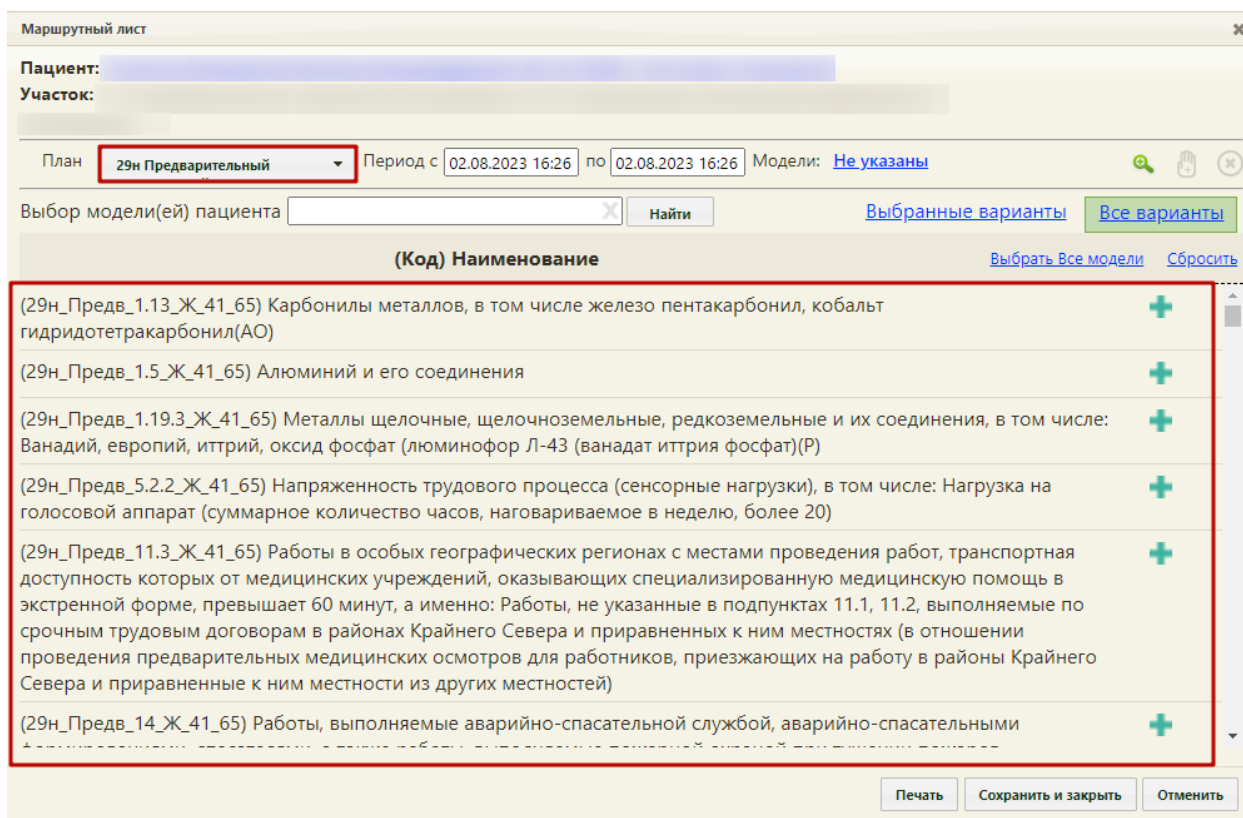 Маршрутный лист
Пациент:
Участок:
План 29н Предварительный Период с 02.08.2023 16:26 по 02.08.2023 16:26 Модели: Не указаны
Выбор модели(ей) пациента Найти Выбранные варианты Все варианты
(Код) Наименование Выбрать Все модели Сбросить
(29н_Предв_1.13_Ж_41_65) Карбонилы металлов, в том числе железо пентакарбонил, кобальт
гидридотетракарбонил(АО)
(29н_Предв_1.5_Ж_41_65) Алюминий и его соединения
(29н_Предв_1.19.3_Ж_41_65) Металлы щелочные, щелочноземельные, редкоземельные и их соединения, в том числе:
Ванадий, европий, иттрий, оксид фосфат (люминофор Л-43 (ванадат иттрия фосфат)(Р)
(29н_Предв_5.2.2_Ж_41_65) Напряженность трудового процесса (сенсорные нагрузки), в том числе: Нагрузка на
голосовой аппарат (суммарное количество часов, наговариваемое в неделю, более 20)
(29н_Предв_11.3_Ж_41_65) Работы в особых географических регионах с местами проведения работ, транспортная
доступность которых от медицинских учреждений, оказывающих специализированную медицинскую помощь в
экстренной форме, превышает 60 минут, а именно: Работы, не указанные в подпунктах 11.1, 11.2, выполняемые по
срочным трудовым договорам в районах Крайнего Севера и приравненных к ним местностях (в отношении
проведения предварительных медицинских осмотров для работников, приезжающих на работу в районы Крайнего
Севера и приравненные к ним местности из других местностей)
(29н_Предв_14_Ж_41_65) Работы, выполняемые аварийно-спасательной службой, аварийно-спасательными
Печать Сохранить и закрыть Отменить